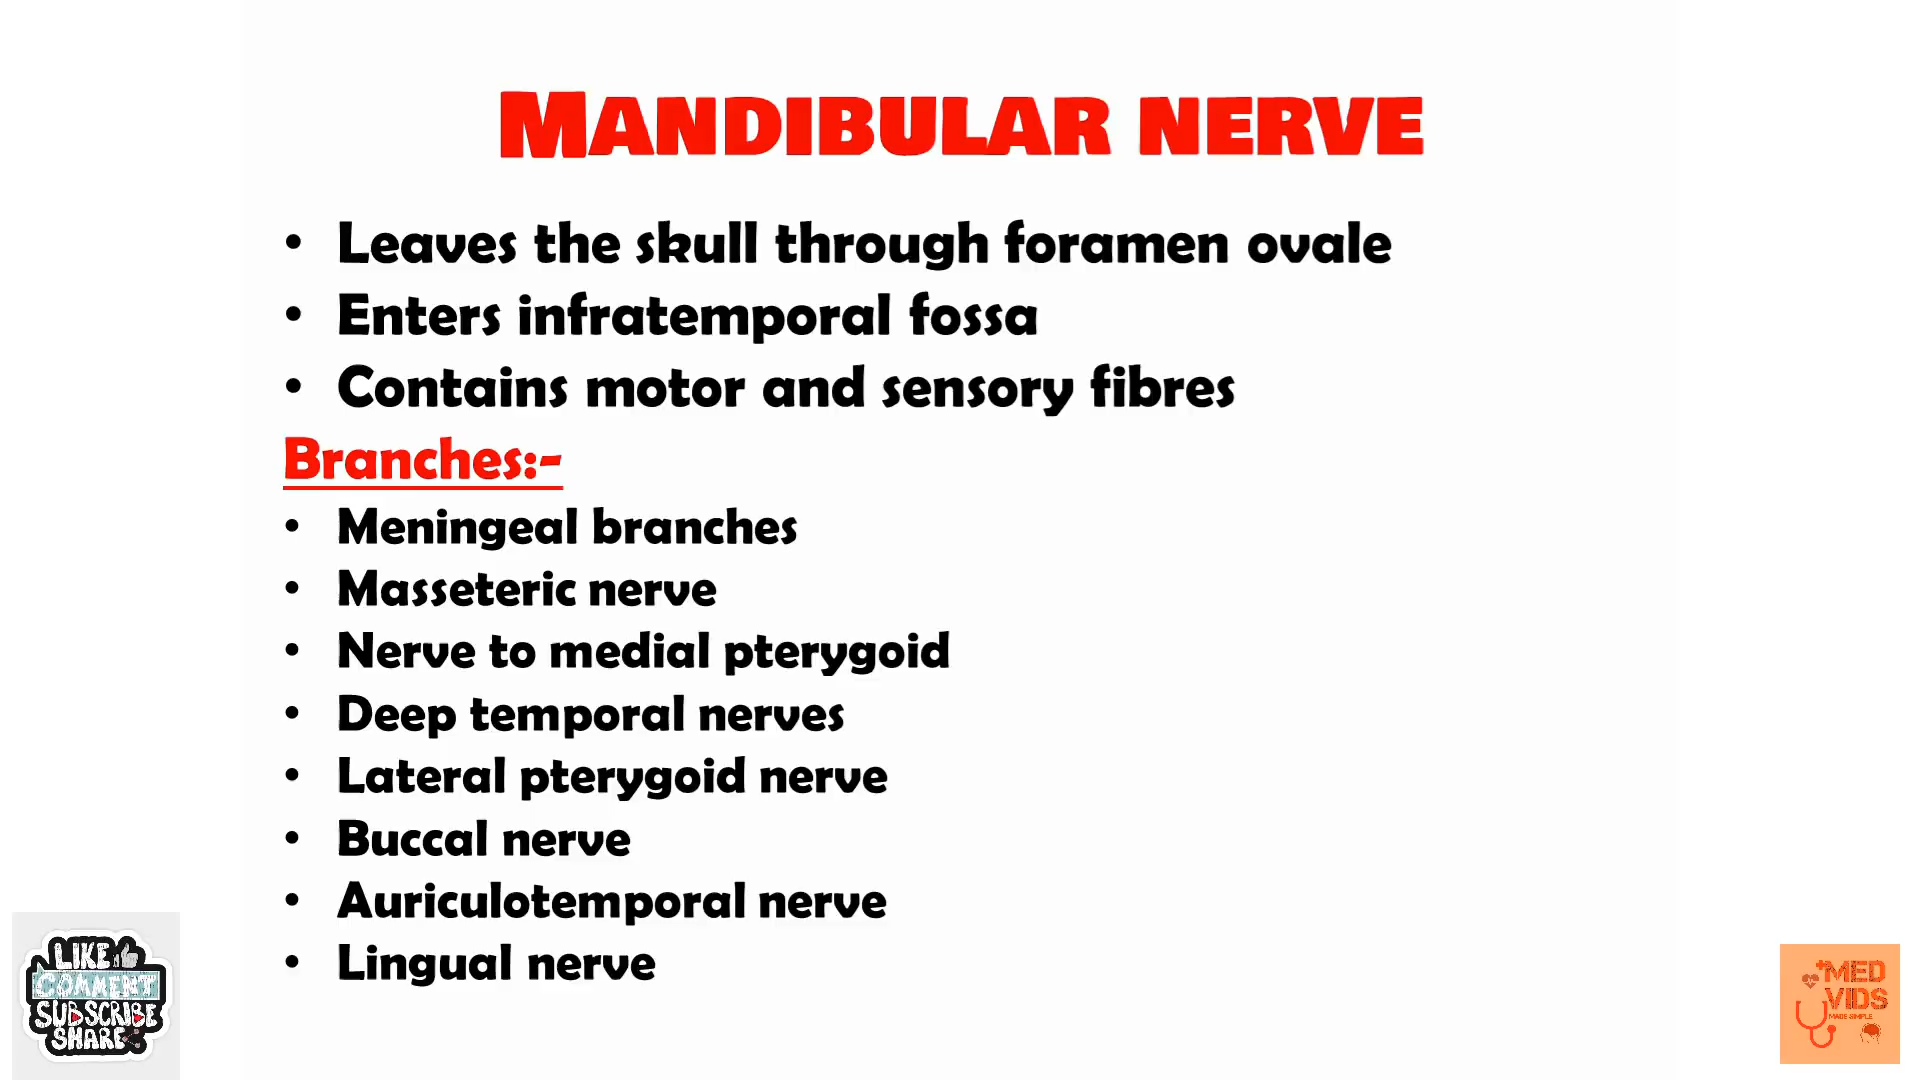 MANDIBULAR NERVE
• Leaves the skull through foramen ovale
• Enters infratemporal fossa
• Contains motor and sensory fibres
Branches:-
• Meningeal branches
• Masseteric nerve
• Nerve to medial pterygoid
• Deep temporal nerves
• Lateral pterygoid nerve
• Buccal nerve
• Auriculotemporal nerve
• Lingual nerve
LIKE
COMMENT
SUBSCRIBE
SHARE
MED
VIDS
MADE SIMPLE